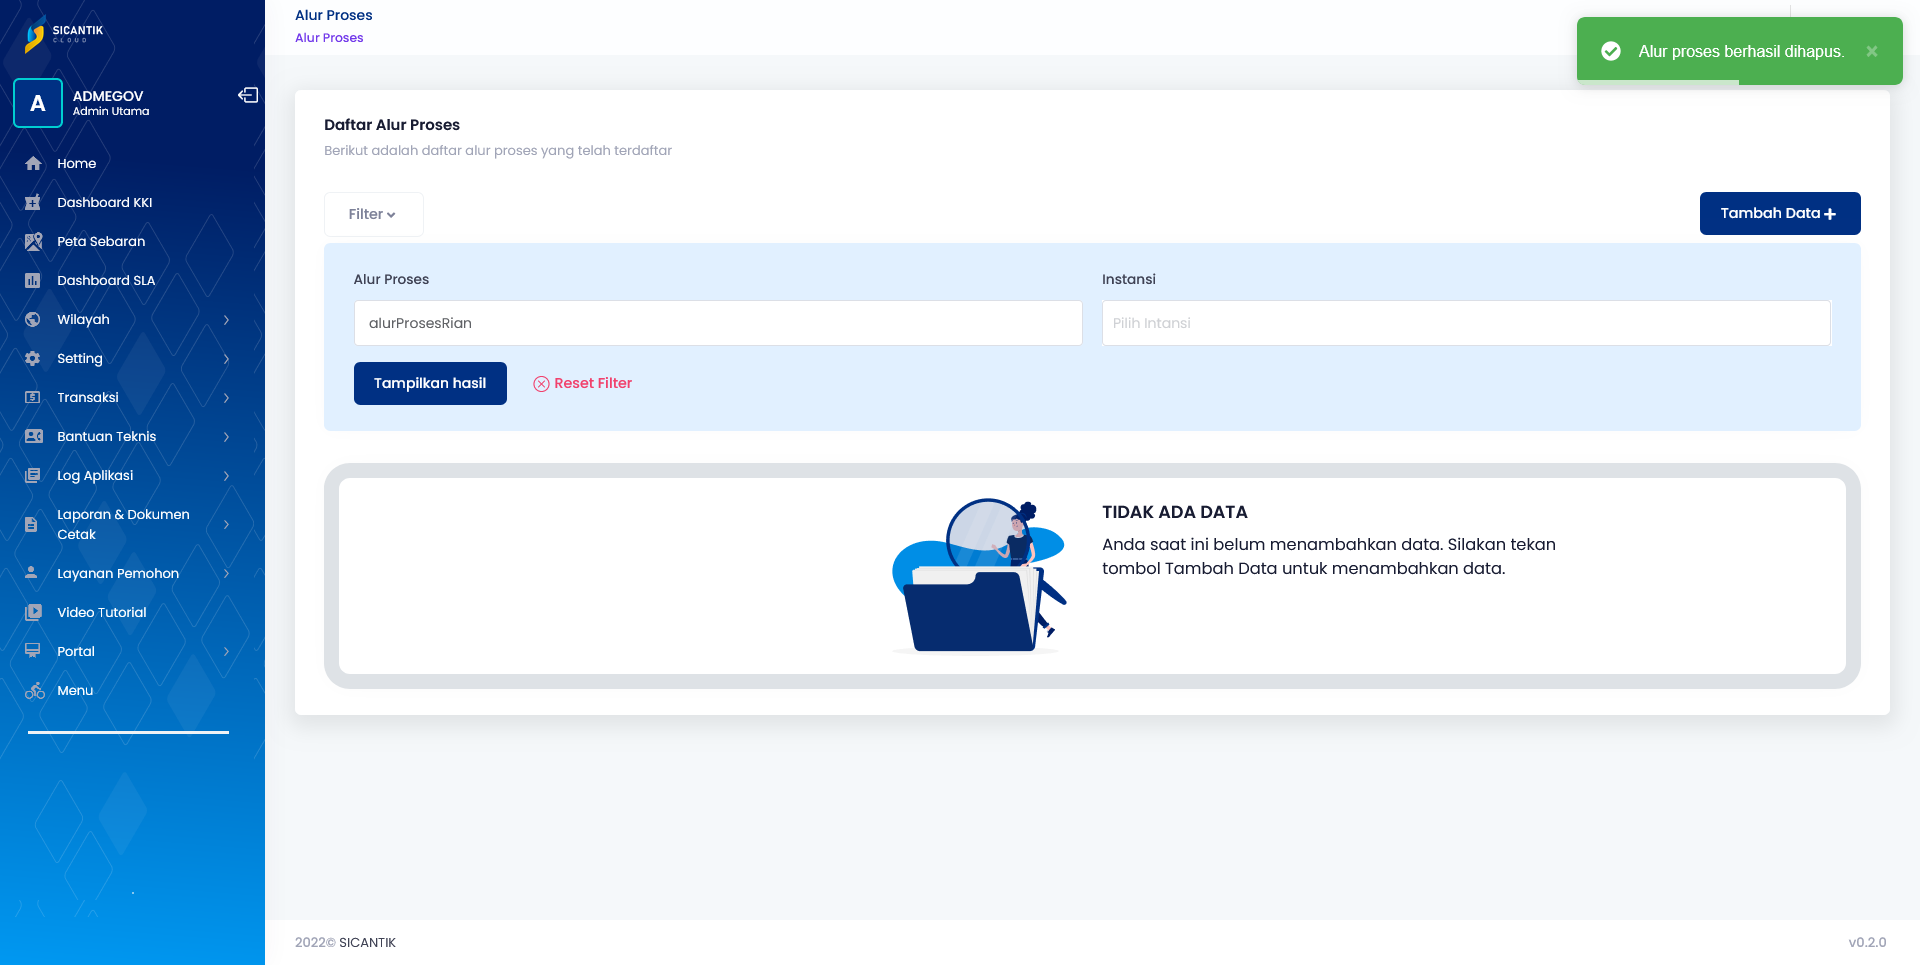 SICANTIK
CLOUD
A
ADMEGOV
Admin Utama
Home
Dashboard KKI
Peta Sebaran
Dashboard SLA
Wilayah
Setting
Transaksi
Bantuan Teknis
Log Aplikasi
Laporan & Dokumen
Cetak
Layanan Pemohon
Video Tutorial
Portal
Menu
Alur Proses
Alur Proses
Alur proses berhasil dihapus.
Daftar Alur Proses
Berikut adalah daftar alur proses yang telah terdaftar
Filter
Tambah Data
Alur Proses
Instansi
alurProsesRian
Pilih Intansi
Tampilkan hasil
Reset Filter
TIDAK ADA DATA
Anda saat ini belum menambahkan data. Silakan tekan
tombol Tambah Data untuk menambahkan data.
2022© SICANTIK
v0.2.0